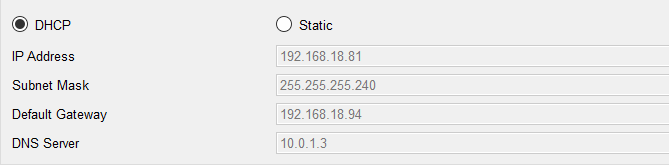 DHCP Static
IP Address 192.168.18.81
Subnet Mask 255.255.255.240
Default Gateway 192.168.18.94
DNS Server 10.0.1.3